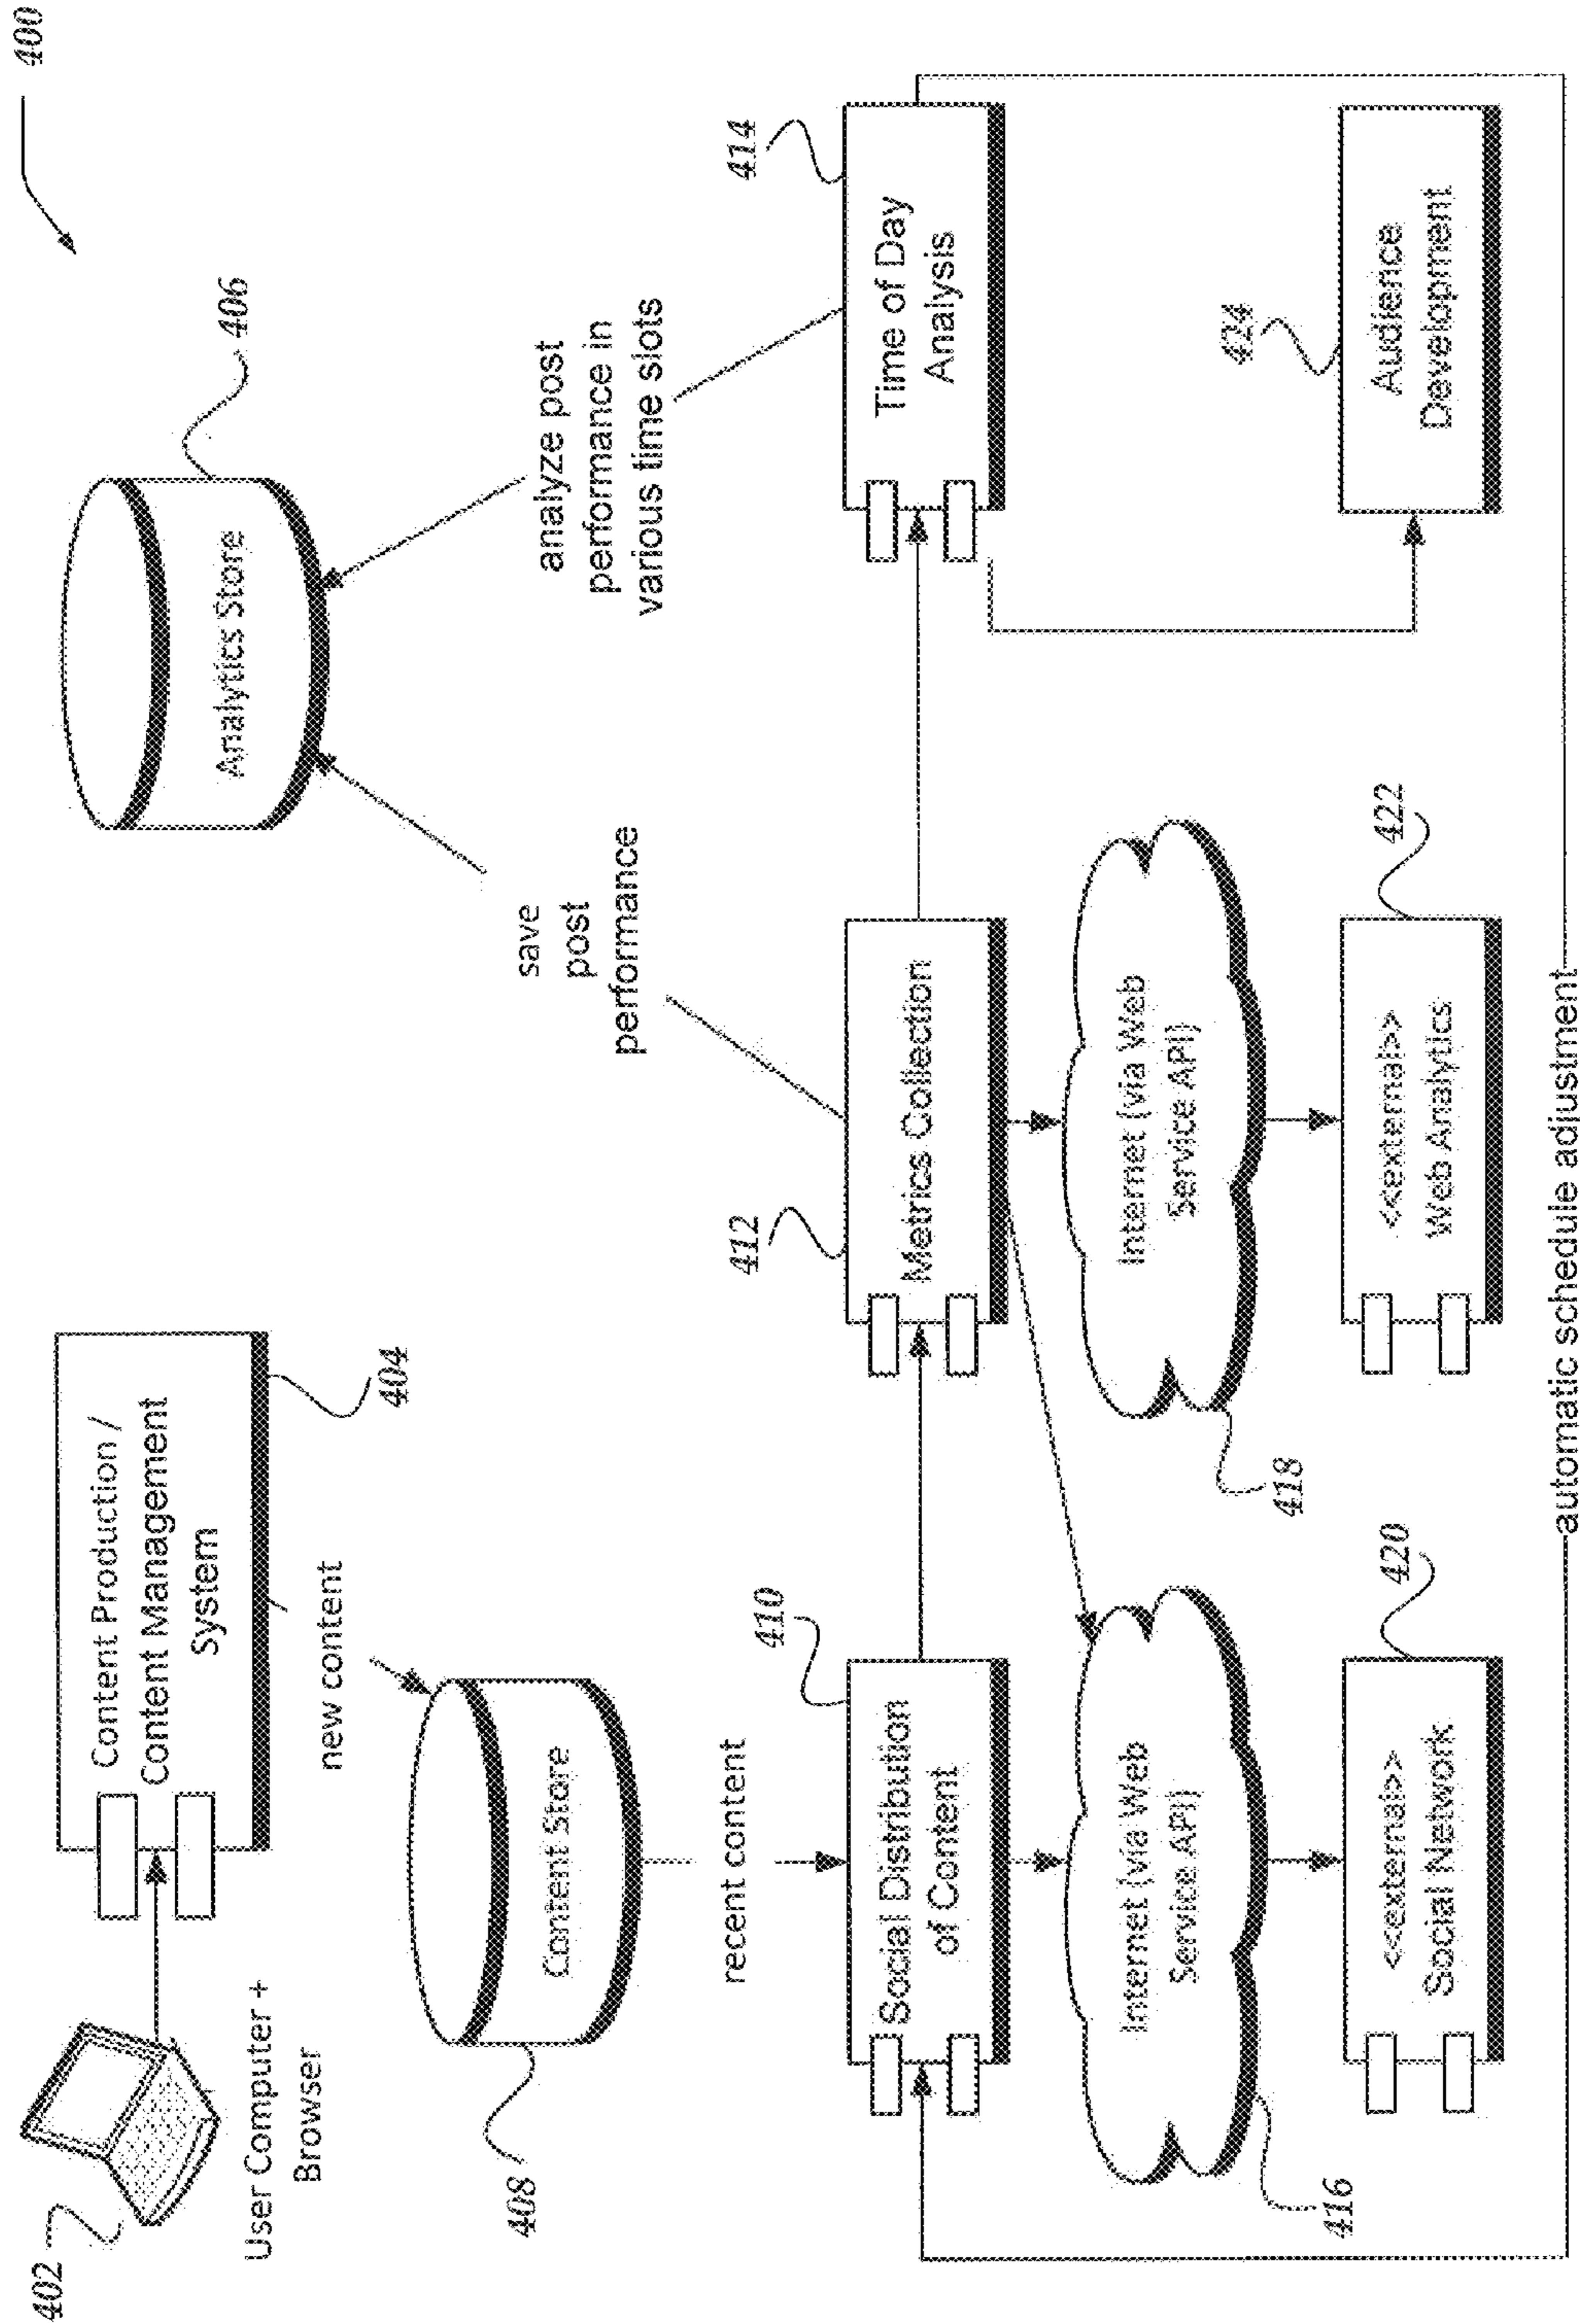 400
402
User Computer +
Browser
Content Production /
Content Management
System
404
new content
408
Content Store
Analytics Store
406
save
post
performance
analyze post
performance in
various time slots
recent content
410
Social Distribution
of Content
412
Metrics Collection
414
Time of Day
Analysis
Internet (via Web
Service API)
416
Internet (via Web
Service API)
418
<<external>>
Social Network
420
<<external>>
Web Analytics
422
424
Audience
Development
automatic schedule adjustment